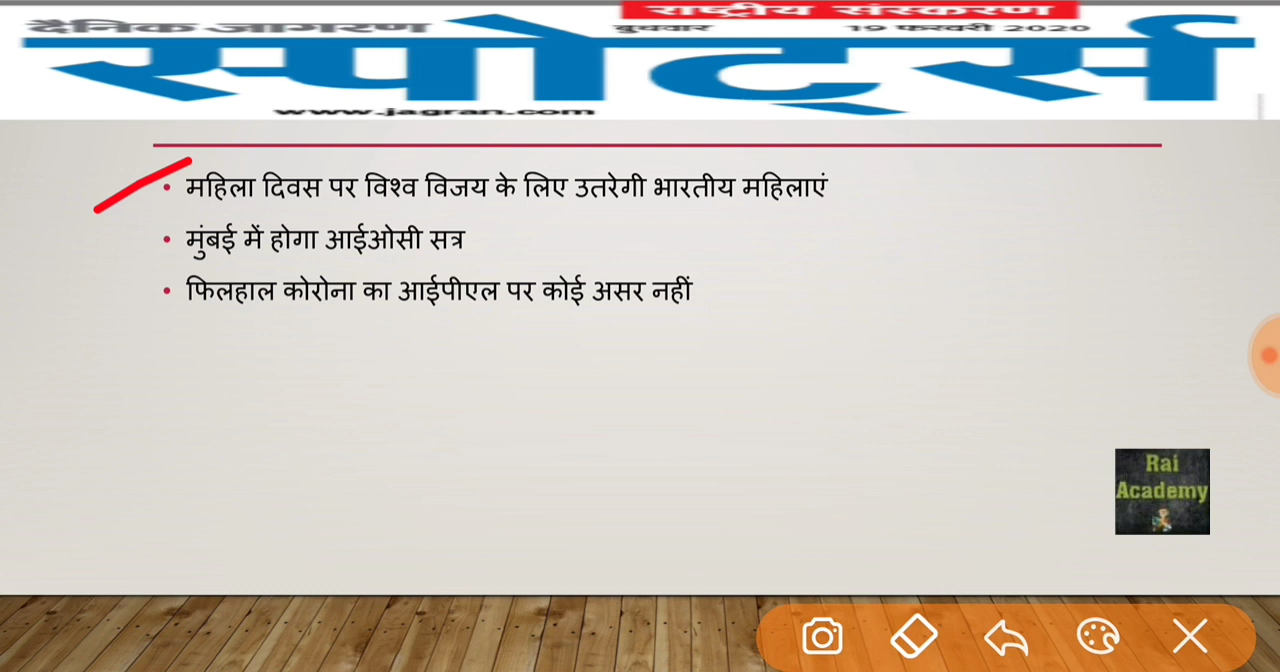 राष्ट्रीय संस्करण
दैनिक जागरण
बुधवार
19 फरवरी 2020
स्पोर्ट्स
www.jagran.com
महिला दिवस पर विश्व विजय के लिए उतरेगी भारतीय महिलाएं
मुंबई में होगा आईओसी सत्र
फिलहाल कोरोना का आईपीएल पर कोई असर नहीं
Rai
Academy